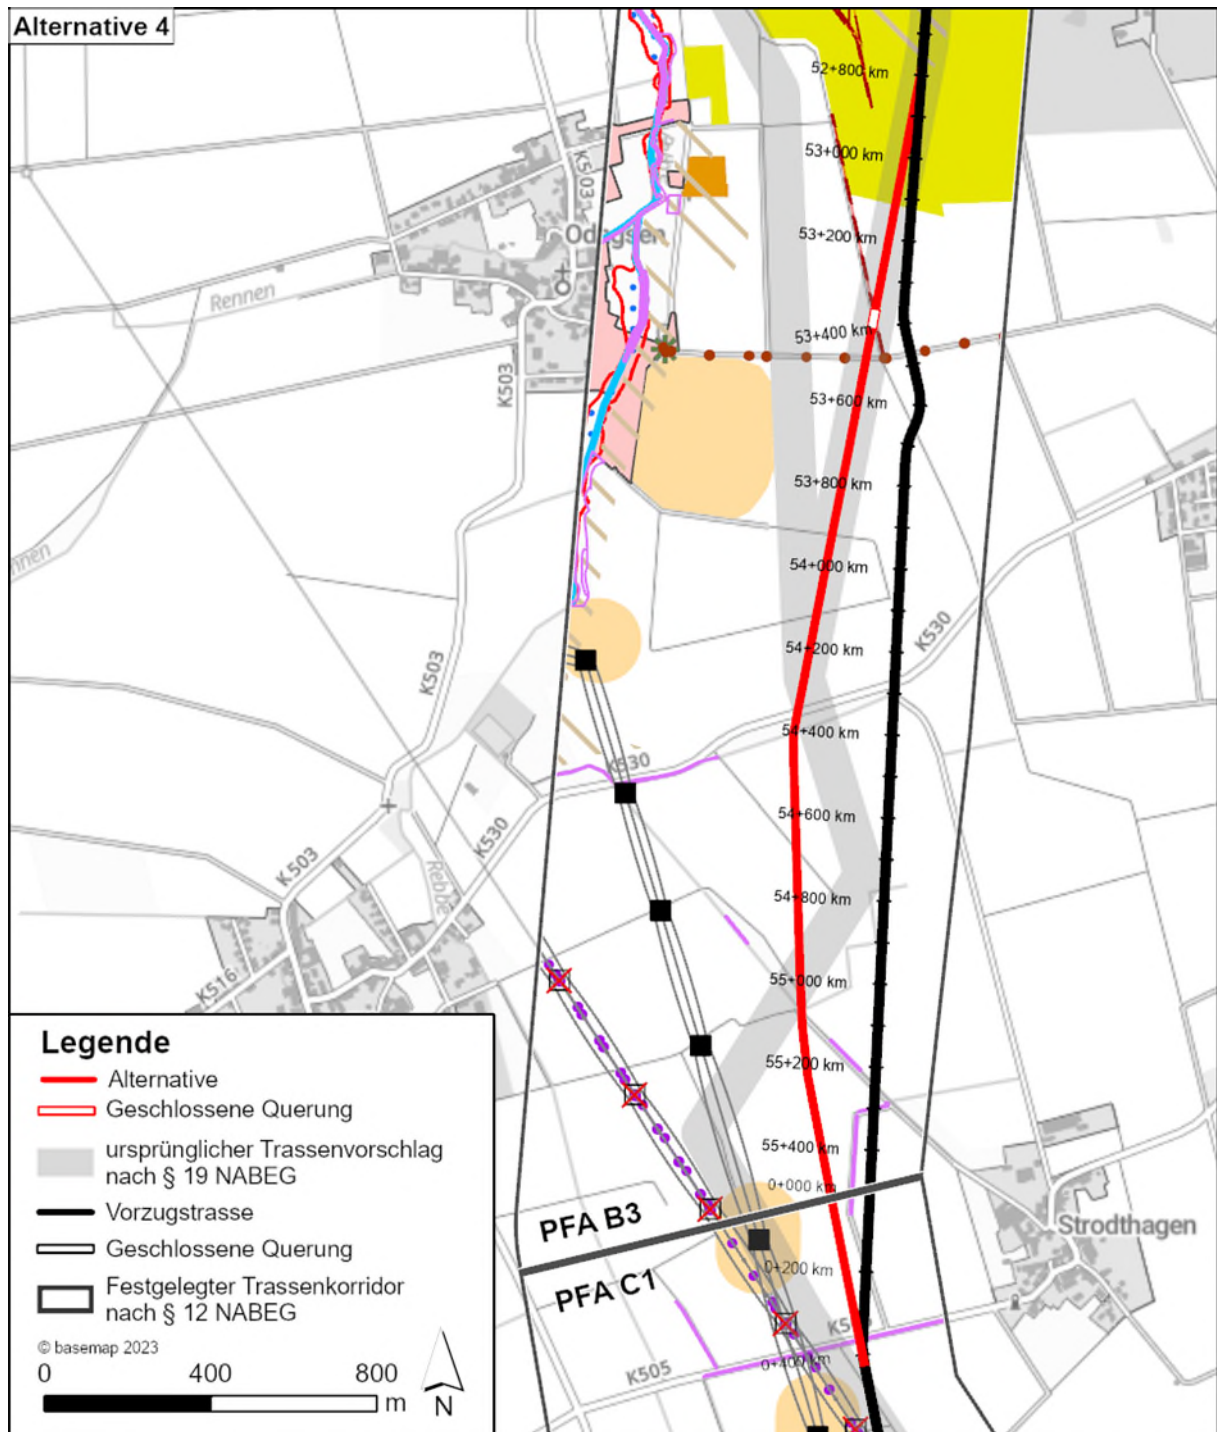 Alternative 4
52+800 km
53+000 km
K503
Odagsen
53+200 km
Rennen
53+400 km
K503
53+600 km
53+800 km
54+000 km
K530
54+200 km
K503
54+400 km
K530
54+600 km
K530
K503
Rebbe
54+800 km
K516
55+000 km
55+200 km
55+400 km
0+000 km
PFA B3
Strodthagen
0+200 km
PFA C1
K505
0+400 km
Legende
Alternative
Geschlossene Querung
ursprünglicher Trassenvorschlag
nach § 19 NABEG
Vorzugstrasse
Geschlossene Querung
Festgelegter Trassenkorridor
nach § 12 NABEG
© basemap 2023
0 400 800
m
N